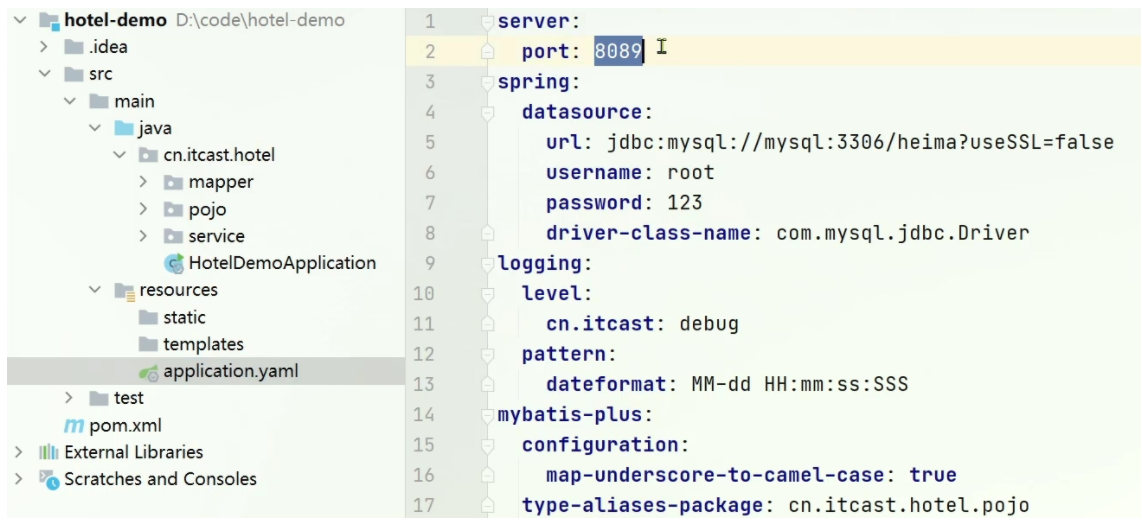 hotel-demo D:\code\hotel-demo
.idea
src
main
java
cn.itcast.hotel
mapper
pojo
service
HotelDemoApplication
resources
static
templates
application.yaml
test
pom.xml
External Libraries
Scratches and Consoles
1 server:
2 port: 8089
3 spring:
4 datasource:
5 url: jdbc:mysql://mysql:3306/heima?useSSL=false
6 username: root
7 password: 123
8 driver-class-name: com.mysql.jdbc.Driver
9 logging:
10 level:
11 cn.itcast: debug
12 pattern:
13 dateformat: MM-dd HH:mm:ss:SSS
14 mybatis-plus:
15 configuration:
16 map-underscore-to-camel-case: true
17 type-aliases-package: cn.itcast.hotel.pojo